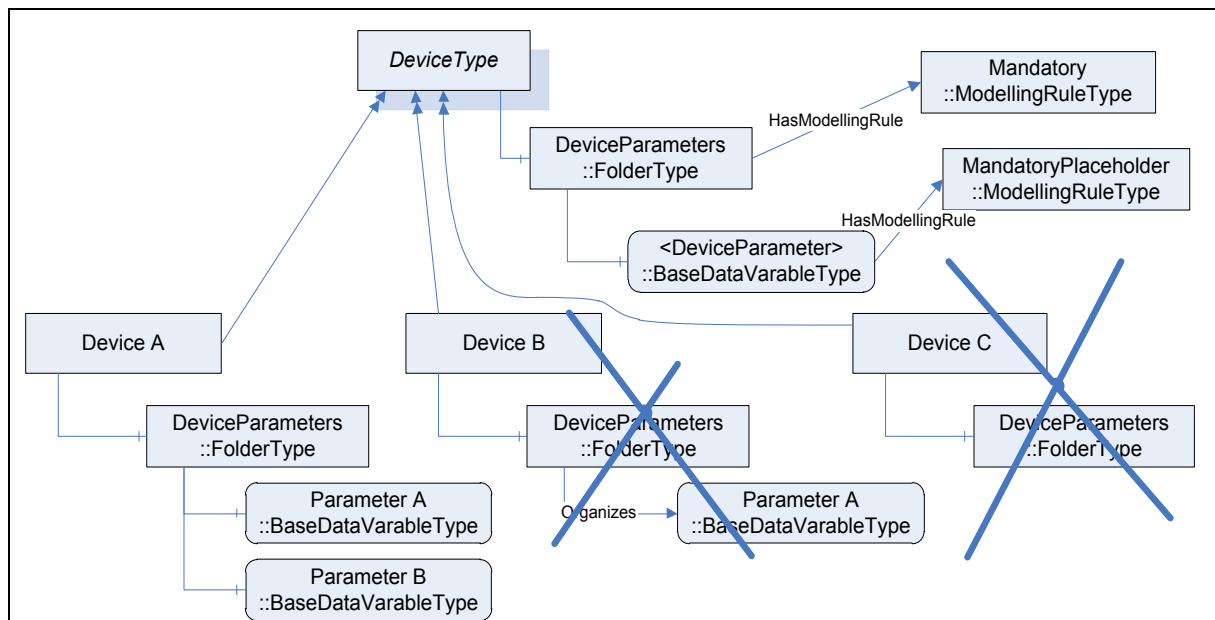 DeviceType
Mandatory
::ModellingRuleType
HasModellingRule
DeviceParameters
::FolderType
MandatoryPlaceholder
::ModellingRuleType
HasModellingRule
<DeviceParameter>
::BaseDataVarableType
Device A
Device B
Device C
DeviceParameters
::FolderType
DeviceParameters
::FolderType
DeviceParameters
::FolderType
Parameter A
::BaseDataVarableType
Organizes
Parameter A
::BaseDataVarableType
Parameter B
::BaseDataVarableType